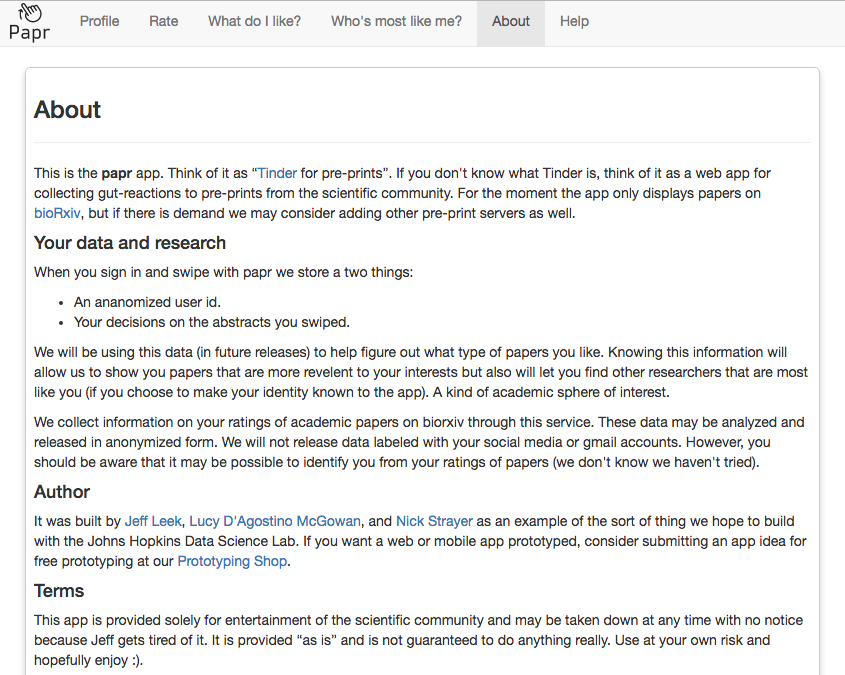 Papr
Profile
Rate
What do I like?
Who's most like me?
About
Help
About
This is the papr app. Think of it as “Tinder for pre-prints”. If you don't know what Tinder is, think of it as a web app for
collecting gut-reactions to pre-prints from the scientific community. For the moment the app only displays papers on
bioRxiv, but if there is demand we may consider adding other pre-print servers as well.
Your data and research
When you sign in and swipe with papr we store a two things:
• An ananomized user id.
• Your decisions on the abstracts you swiped.
We will be using this data (in future releases) to help figure out what type of papers you like. Knowing this information will
allow us to show you papers that are more revelent to your interests but also will let you find other researchers that are most
like you (if you choose to make your identity known to the app). A kind of academic sphere of interest.
We collect information on your ratings of academic papers on biorxiv through this service. These data may be analyzed and
released in anonymized form. We will not release data labeled with your social media or gmail accounts. However, you
should be aware that it may be possible to identify you from your ratings of papers (we don't know we haven't tried).
Author
It was built by Jeff Leek, Lucy D'Agostino McGowan, and Nick Strayer as an example of the sort of thing we hope to build
with the Johns Hopkins Data Science Lab. If you want a web or mobile app prototyped, consider submitting an app idea for
free prototyping at our Prototyping Shop.
Terms
This app is provided solely for entertainment of the scientific community and may be taken down at any time with no notice
because Jeff gets tired of it. It is provided “as is” and is not guaranteed to do anything really. Use at your own risk and
hopefully enjoy :).